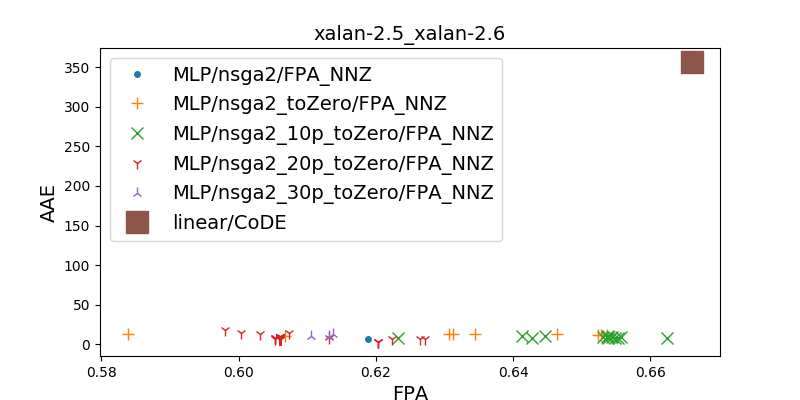 xalan-2.5_xalan-2.6
350
300
250
200
150
100
50
0
AAE
MLP/nsga2/FPA_NNZ
MLP/nsga2_toZero/FPA_NNZ
MLP/nsga2_10p_toZero/FPA_NNZ
MLP/nsga2_20p_toZero/FPA_NNZ
MLP/nsga2_30p_toZero/FPA_NNZ
linear/CoDE
0.58 0.60 0.62 0.64 0.66
FPA